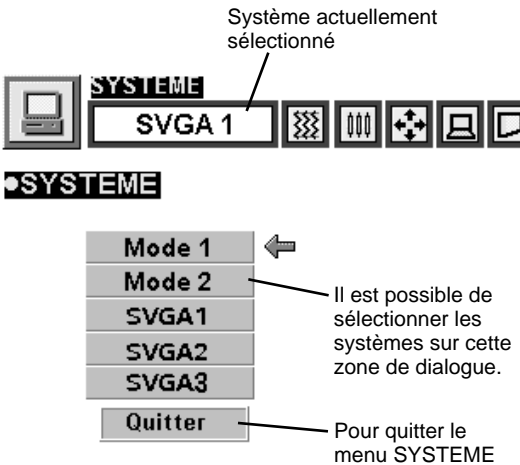 Système actuellement
sélectionné
SYSTEME
SVGA 1
●SYSTEME
Mode 1
Mode 2
SVGA1
SVGA2
SVGA3
Quitter
Il est possible de
sélectionner les
systèmes sur cette
zone de dialogue.
Pour quitter le
menu SYSTEME